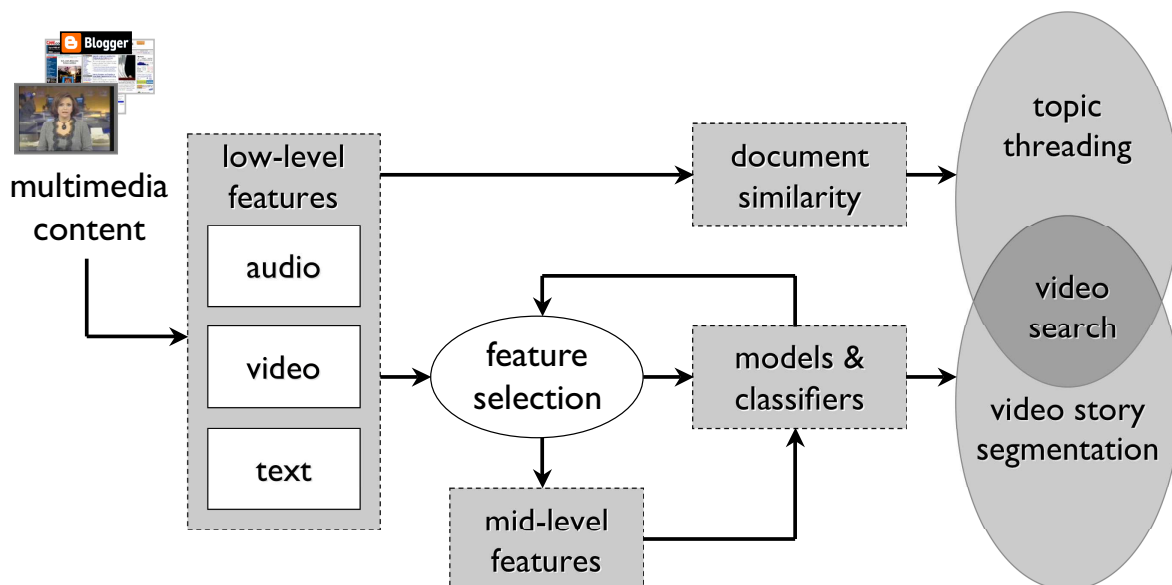 Blogger
multimedia
content
low-level
features
audio
video
text
document
similarity
feature
selection
models &
classifiers
mid-level
features
topic
threading
video
search
video story
segmentation